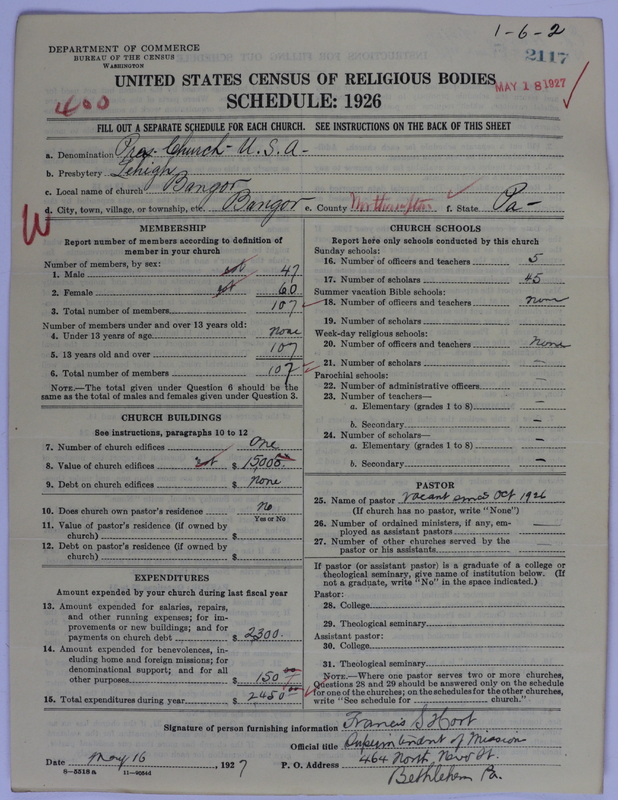 1-6-2
DEPARTMENT OF COMMERCE
BUREAU OF THE CENSUS
WASHINGTON
2117
UNITED STATES CENSUS OF RELIGIOUS BODIES
MAY 18 1927
400
SCHEDULE: 1926
FILL OUT A SEPARATE SCHEDULE FOR EACH CHURCH. SEE INSTRUCTIONS ON THE BACK OF THIS SHEET
a. Denomination Pres. Church - U.S.A-
b. Presbytery Lehigh
c. Local name of church Bangor
d. City, town, village, or township, etc. Bangor e. County Northampton f. State Pa-
W
MEMBERSHIP
Report number of members according to definition of
member in your church
Number of members, by sex:
1. Male 47
2. Female 60
3. Total number of members 107
Number of members under and over 13 years old:
4. Under 13 years of age none
5. 13 years old and over 107
6. Total number of members 107
NOTE.—The total given under Question 6 should be the
same as the total of males and females given under Question 3.
CHURCH BUILDINGS
See instructions, paragraphs 10 to 12
7. Number of church edifices One
8. Value of church edifices $ 15,000.00
9. Debt on church edifices $ none
10. Does church own pastor's residence no
Yes or No
11. Value of pastor's residence (if owned by
church) $
12. Debt on pastor's residence (if owned by
church) $
EXPENDITURES
Amount expended by your church during last fiscal year
13. Amount expended for salaries, repairs,
and other running expenses; for im-
provements or new buildings; and for
payments on church debt $ 2300.
14. Amount expended for benevolences, in-
cluding home and foreign missions; for
denominational support; and for all
other purposes $ 150 00
15. Total expenditures during year $ 2450 00
CHURCH SCHOOLS
Report here only schools conducted by this church
Sunday schools:
16. Number of officers and teachers 5
17. Number of scholars 45
Summer vacation Bible schools:
18. Number of officers and teachers none
19. Number of scholars
Week-day religious schools:
20. Number of officers and teachers none
21. Number of scholars —
Parochial schools:
22. Number of administrative officers —
23. Number of teachers—
a. Elementary (grades 1 to 8) —
b. Secondary —
24. Number of scholars—
a. Elementary (grades 1 to 8) —
b. Secondary —
PASTOR
25. Name of pastor Vacant since Oct 1926
(If church has no pastor, write "None")
26. Number of ordained ministers, if any, em-
ployed as assistant pastors —
27. Number of other churches served by the
pastor or his assistants —
If pastor (or assistant pastor) is a graduate of a college or
theological seminary, give name of institution below. (If
not a graduate, write "No" in the space indicated.)
Pastor:
28. College
29. Theological seminary
Assistant pastor:
30. College
31. Theological seminary
NOTE.—Where one pastor serves two or more churches,
Questions 28 and 29 should be answered only on the schedule
for one of the churches; on the schedules for the other churches,
write "See schedule for church."
Signature of person furnishing information Francis S Hort
Official title Superintendent of Missions
Date May 16, 1927 P. O. Address 464 North New St.
8-5518a 11-90544 Bethlehem Pa.